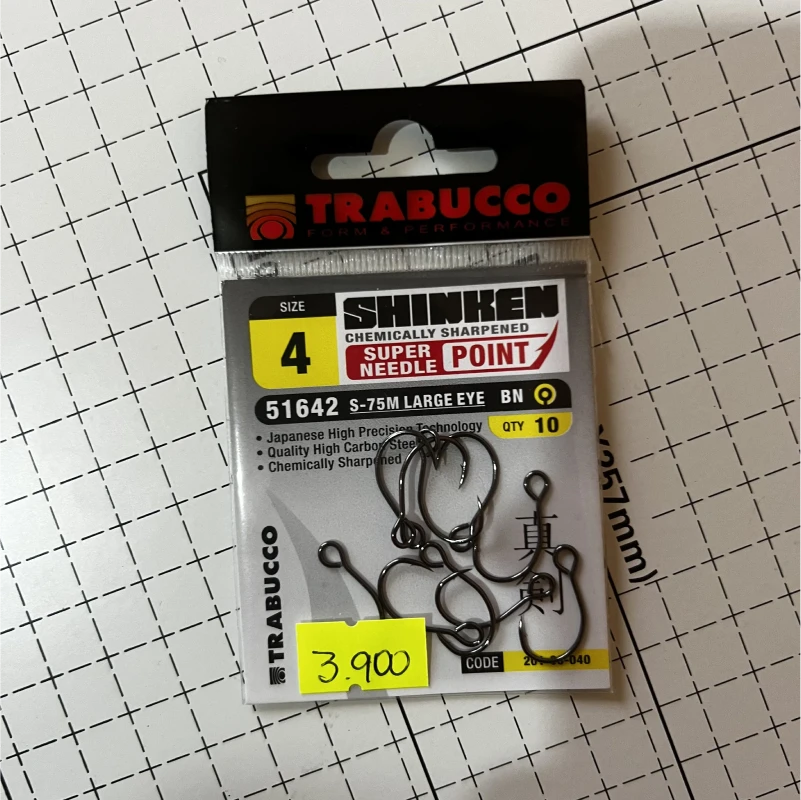 TRABUCCO
FORM & PERFORMANCE
SIZE
4
SHINKEN
CHEMICALLY SHARPENED
SUPER NEEDLE POINT
51642 S-75M LARGE EYE BN
QTY 10
• Japanese High Precision Technology
• Quality High Carbon Steel
• Chemically Sharpened
真
TRABUCCO
3.900
CODE
257mm)